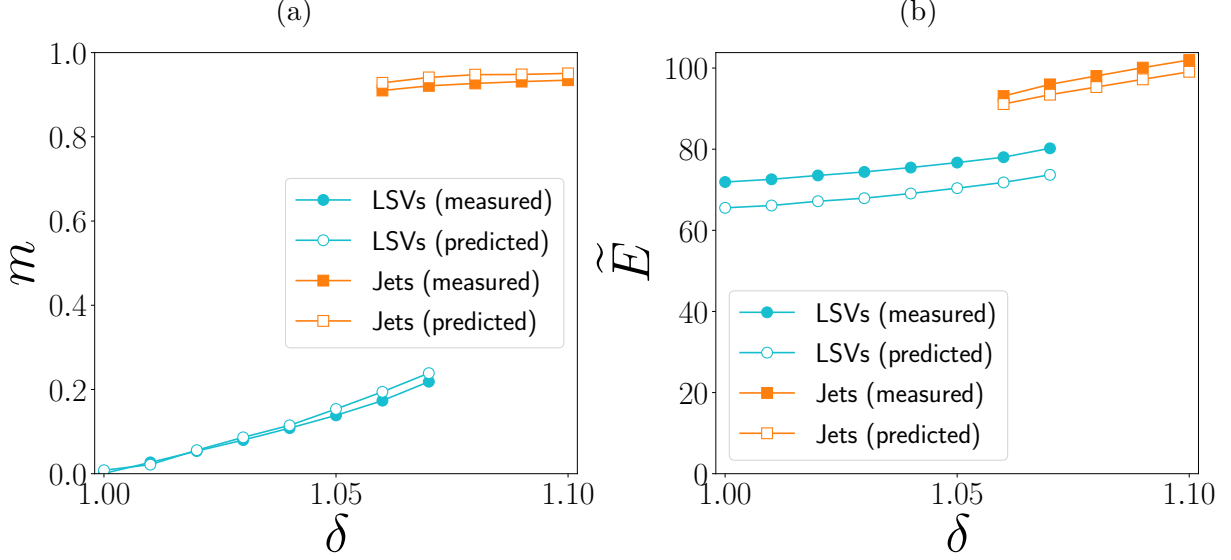 (a)
1.0
0.8
0.6
0.4
0.2
0.0
m
LSVs (measured)
LSVs (predicted)
Jets (measured)
Jets (predicted)
1.00 1.05 1.10
δ
(b)
100
80
60
40
20
0
Ẽ
LSVs (measured)
LSVs (predicted)
Jets (measured)
Jets (predicted)
1.00 1.05 1.10
δ